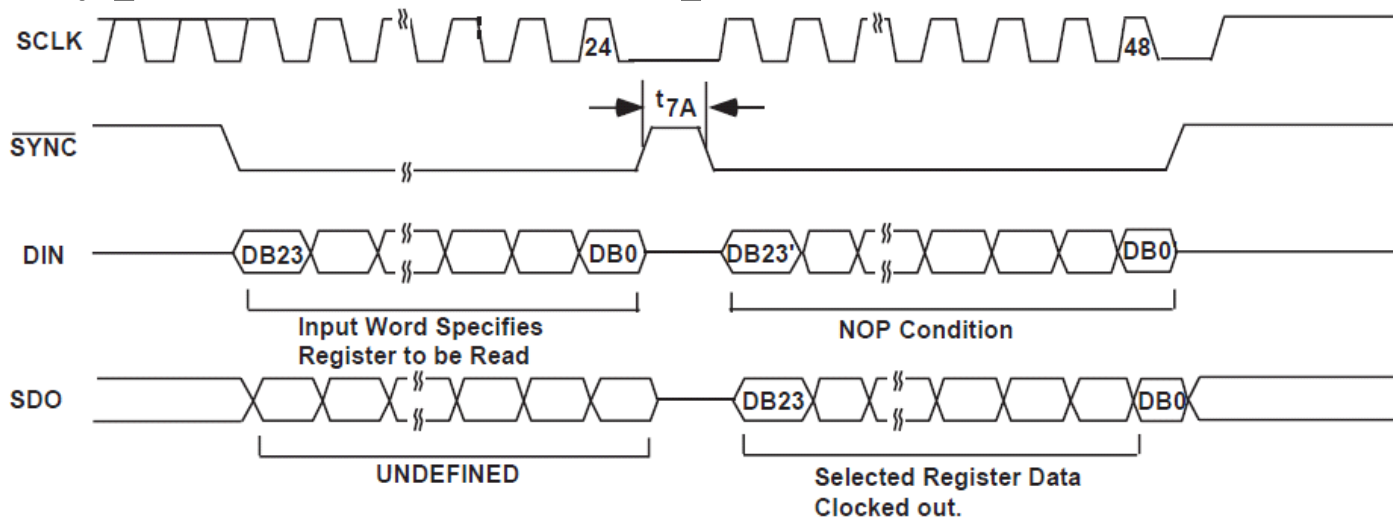 SCLK
24
48
t7A
SYNC
DIN
DB23
DB0
DB23'
DB0
Input Word Specifies
Register to be Read
NOP Condition
SDO
DB23
DB0
UNDEFINED
Selected Register Data
Clocked out.